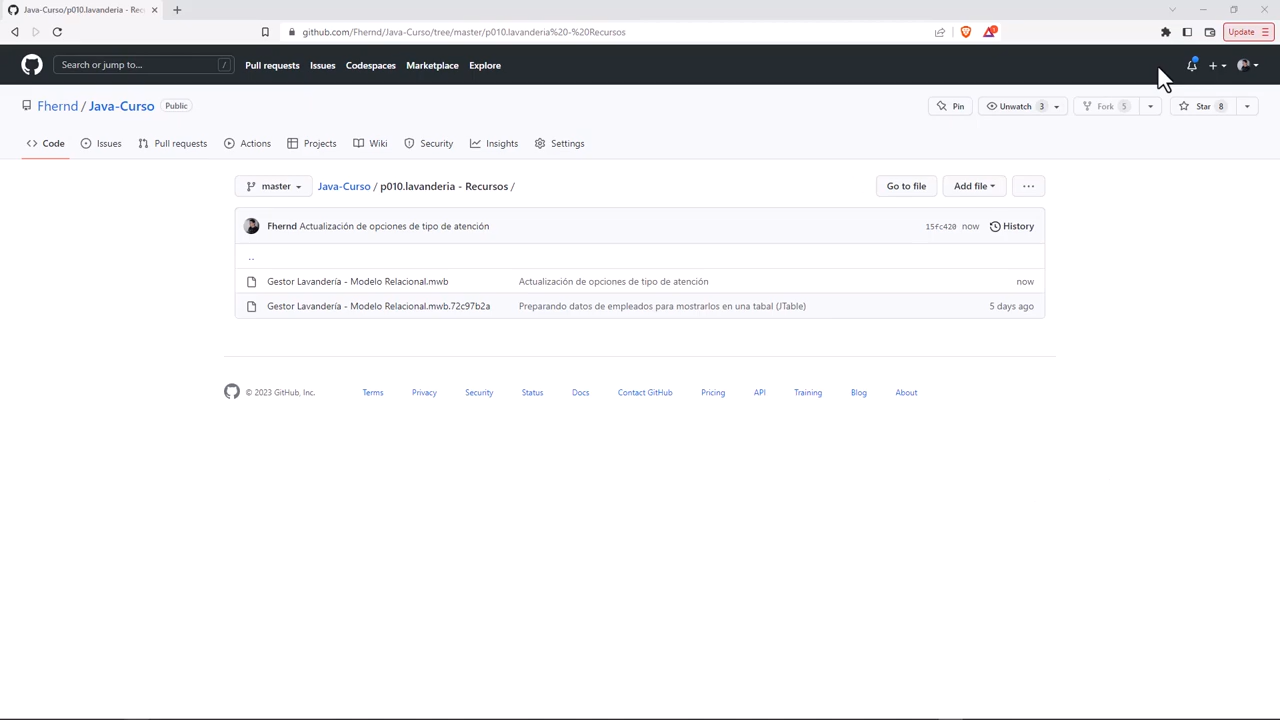 Java-Curso/p010.lavanderia - Rec
github.com/Fhernd/Java-Curso/tree/master/p010.lavanderia%20-%20Recursos
Update
Search or jump to... / Pull requests Issues Codespaces Marketplace Explore
Fhernd / Java-Curso Public Pin Unwatch 3 Fork 5 Star 8
Code Issues Pull requests Actions Projects Wiki Security Insights Settings
master Java-Curso / p010.lavanderia - Recursos / Go to file Add file ...
Fhernd Actualización de opciones de tipo de atención 15fc420 now History
..
Gestor Lavandería - Modelo Relacional.mwb Actualización de opciones de tipo de atención now
Gestor Lavandería - Modelo Relacional.mwb.72c97b2a Preparando datos de empleados para mostrarlos en una tabal (JTable) 5 days ago
© 2023 GitHub, Inc. Terms Privacy Security Status Docs Contact GitHub Pricing API Training Blog About